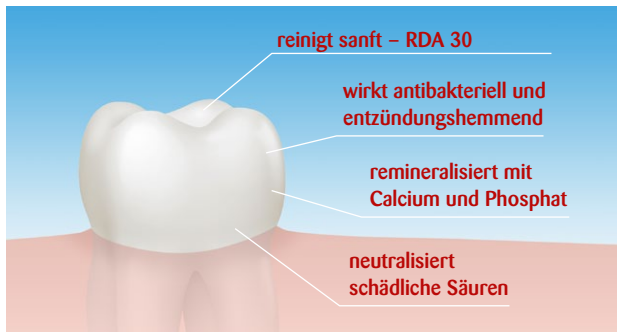 reinigt sanft – RDA 30
wirkt antibakteriell und
entzündungshemmend
remineralisiert mit
Calcium und Phosphat
neutralisiert
schädliche Säuren